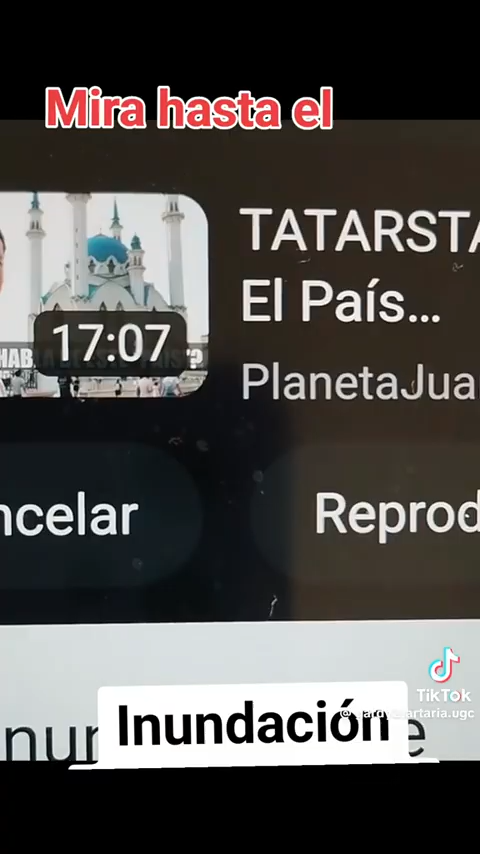 Mira hasta el
TATARSTA
El País...
17:07
PlanetaJua
ncelar
Reprod
TikTok
Inundación